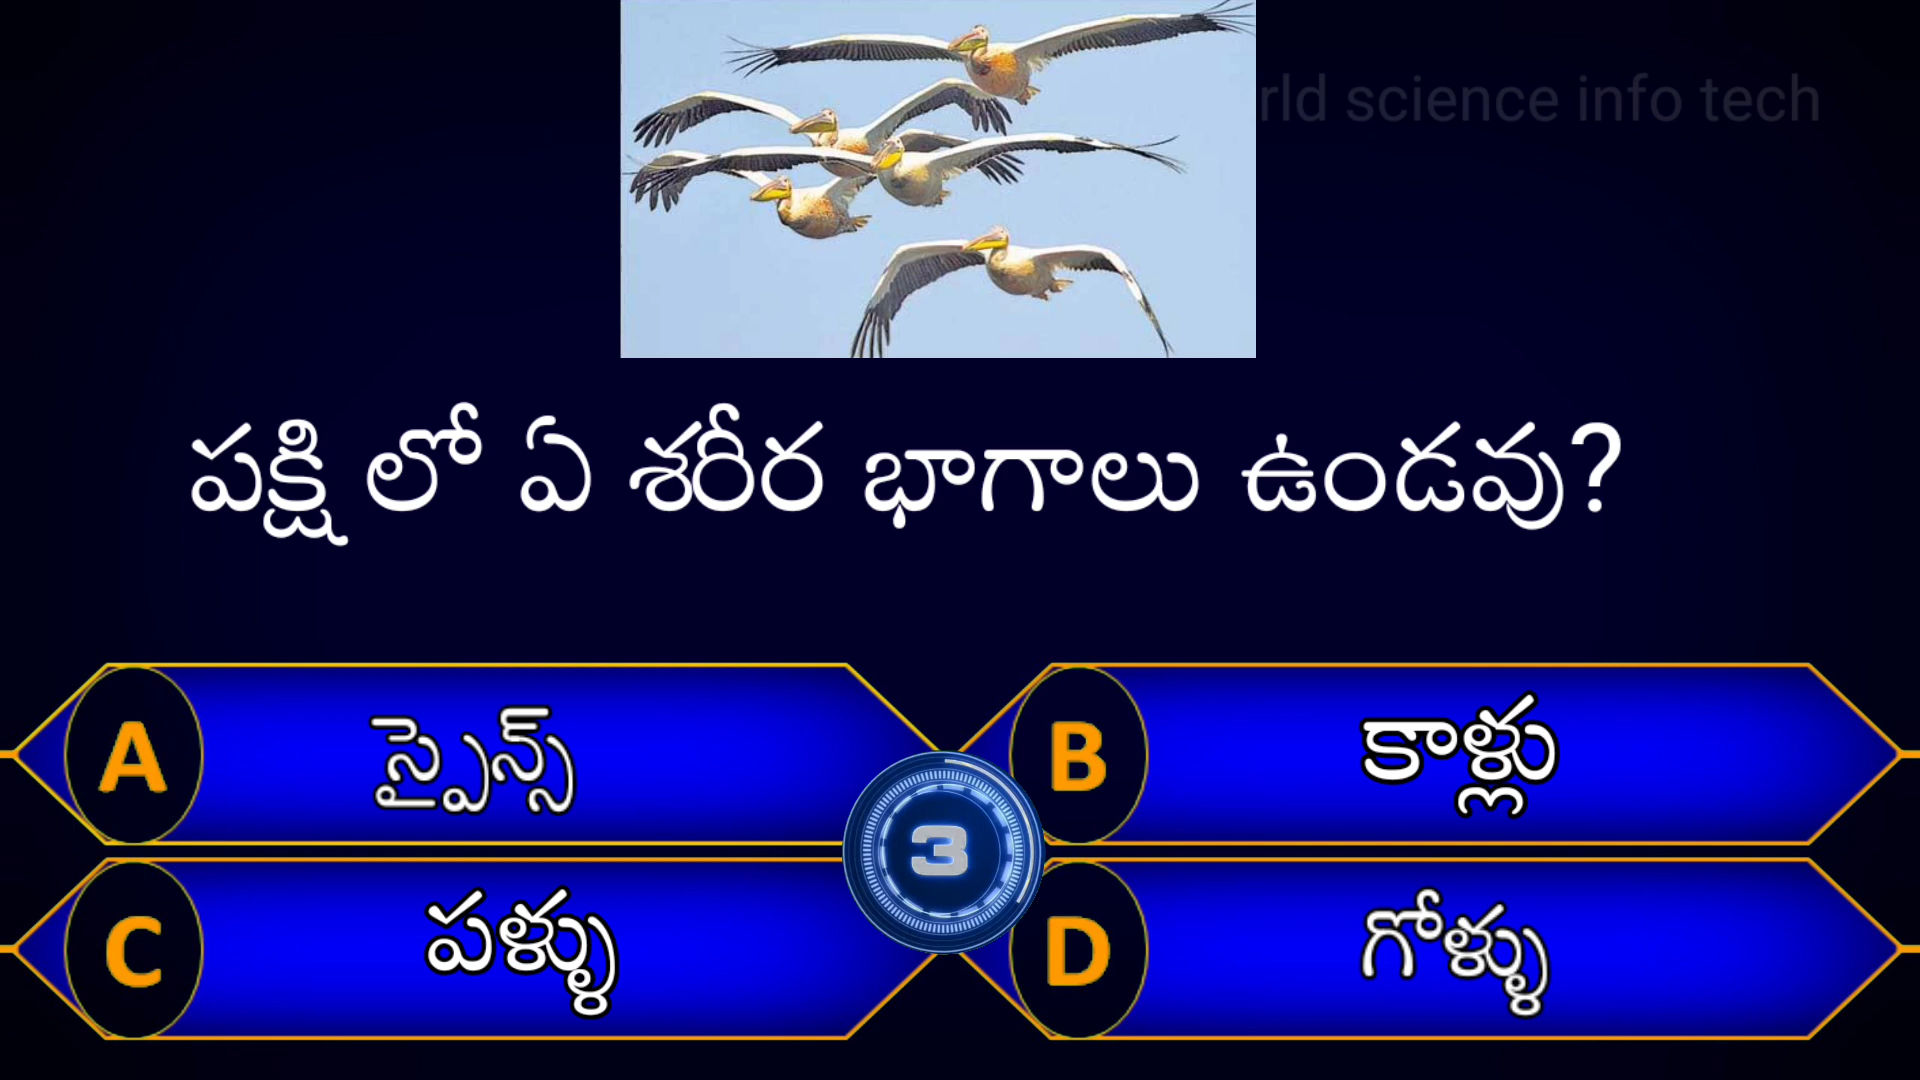 rld science info tech
పక్షి లో ఏ శరీర భాగాలు ఉండవు?
A స్పైన్స్
B కాళ్లు
3
C పళ్ళు
D గోళ్ళు